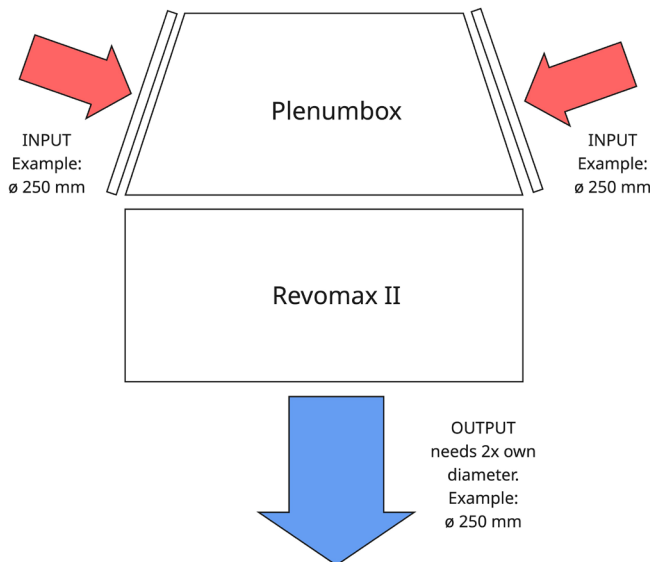 Plenumbox
INPUT
Example:
ø 250 mm
INPUT
Example:
ø 250 mm
Revomax II
OUTPUT
needs 2x own
diameter.
Example:
ø 250 mm